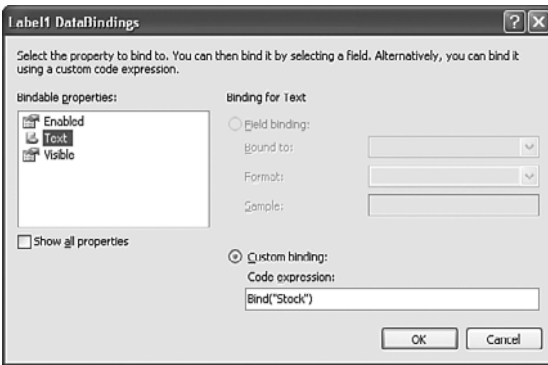 Label1 DataBindings
Select the property to bind to. You can then bind it by selecting a field. Alternatively, you can bind it
using a custom code expression.
Bindable properties:
Enabled
Text
Visible
Show all properties
Binding for Text
Field binding:
Bound to:
Format:
Sample:
Custom binding:
Code expression:
Bind("Stock")
OK
Cancel